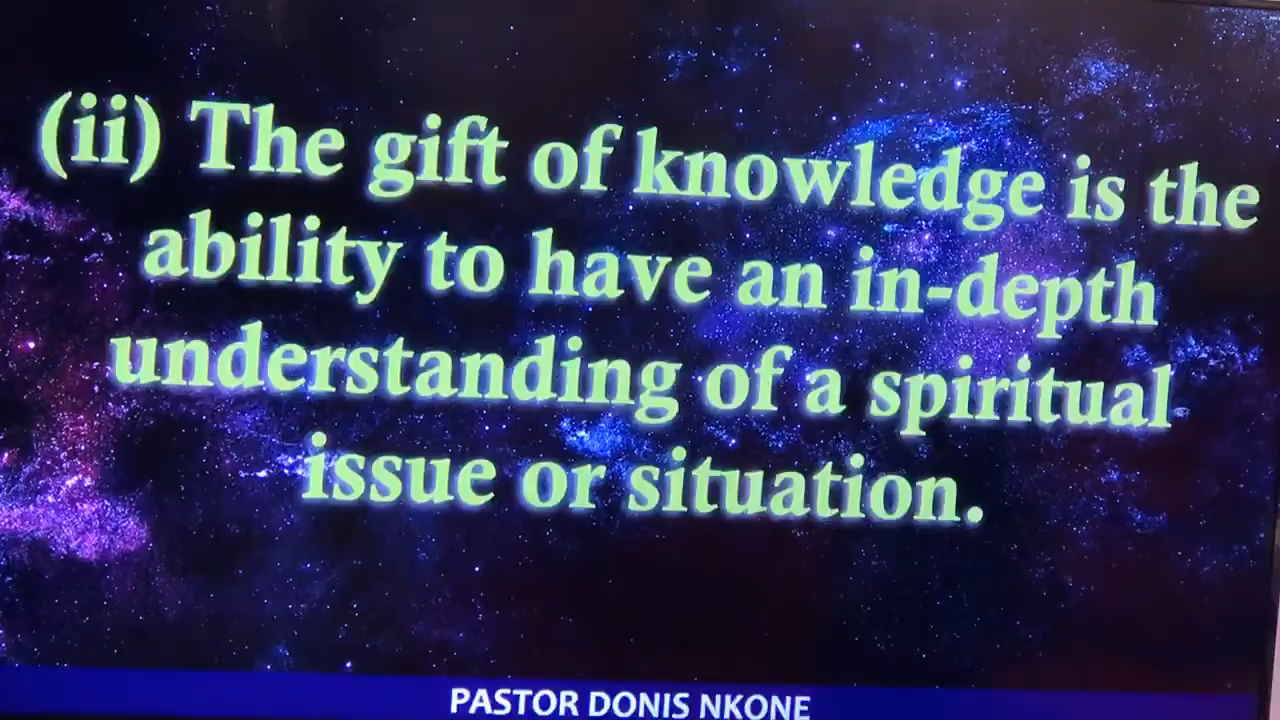 (ii) The gift of knowledge is the
ability to have an in-depth
understanding of a spiritual
issue or situation.
PASTOR DONIS NKONE